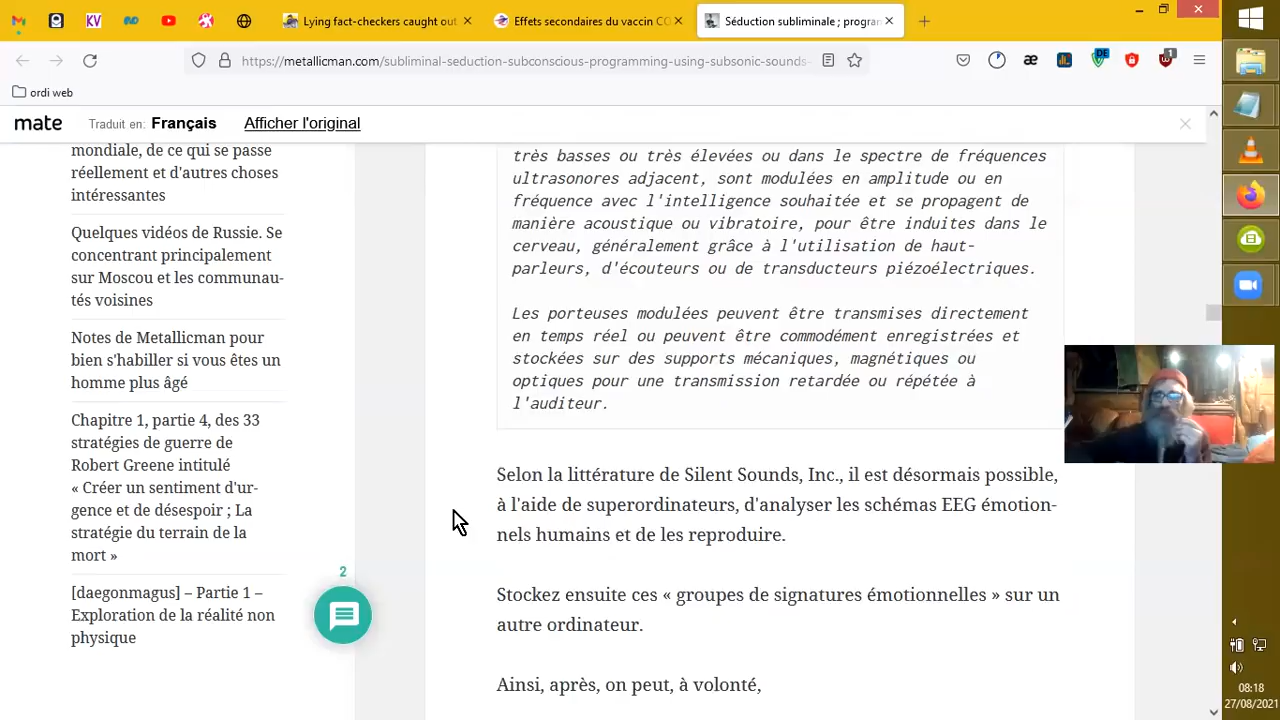 Lying fact-checkers caught out
Effets secondaires du vaccin CO
Séduction subliminale ; progran
https://metallicman.com/subliminal-seduction-subconscious-programming-using-subsonic-sounds-
ordi web
mate
Traduit en: Français
Afficher l'original
mondiale, de ce qui se passe
réellement et d'autres choses
intéressantes
Quelques vidéos de Russie. Se
concentrant principalement
sur Moscou et les communau-
tés voisines
Notes de Metallicman pour
bien s'habiller si vous êtes un
homme plus âgé
Chapitre 1, partie 4, des 33
stratégies de guerre de
Robert Greene intitulé
« Créer un sentiment d'ur-
gence et de désespoir ; La
stratégie du terrain de la
mort »
[daegonmagus] – Partie 1 –
Exploration de la réalité non
physique
2
très basses ou très élevées ou dans le spectre de fréquences
ultrasonores adjacent, sont modulées en amplitude ou en
fréquence avec l'intelligence souhaitée et se propagent de
manière acoustique ou vibratoire, pour être induites dans le
cerveau, généralement grâce à l'utilisation de haut-
parleurs, d'écouteurs ou de transducteurs piézoélectriques.
Les porteuses modulées peuvent être transmises directement
en temps réel ou peuvent être commodément enregistrées et
stockées sur des supports mécaniques, magnétiques ou
optiques pour une transmission retardée ou répétée à
l'auditeur.
Selon la littérature de Silent Sounds, Inc., il est désormais possible,
à l'aide de superordinateurs, d'analyser les schémas EEG émotion-
nels humains et de les reproduire.
Stockez ensuite ces « groupes de signatures émotionnelles » sur un
autre ordinateur.
Ainsi, après, on peut, à volonté,
08:18
27/08/2021